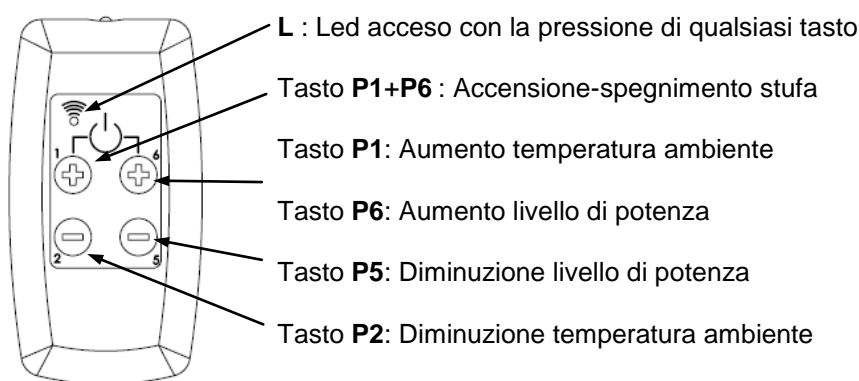 L : Led acceso con la pressione di qualsiasi tasto
Tasto P1+P6 : Accensione-spegnimento stufa
Tasto P1: Aumento temperatura ambiente
Tasto P6: Aumento livello di potenza
Tasto P5: Diminuzione livello di potenza
Tasto P2: Diminuzione temperatura ambiente
1 6
2 5